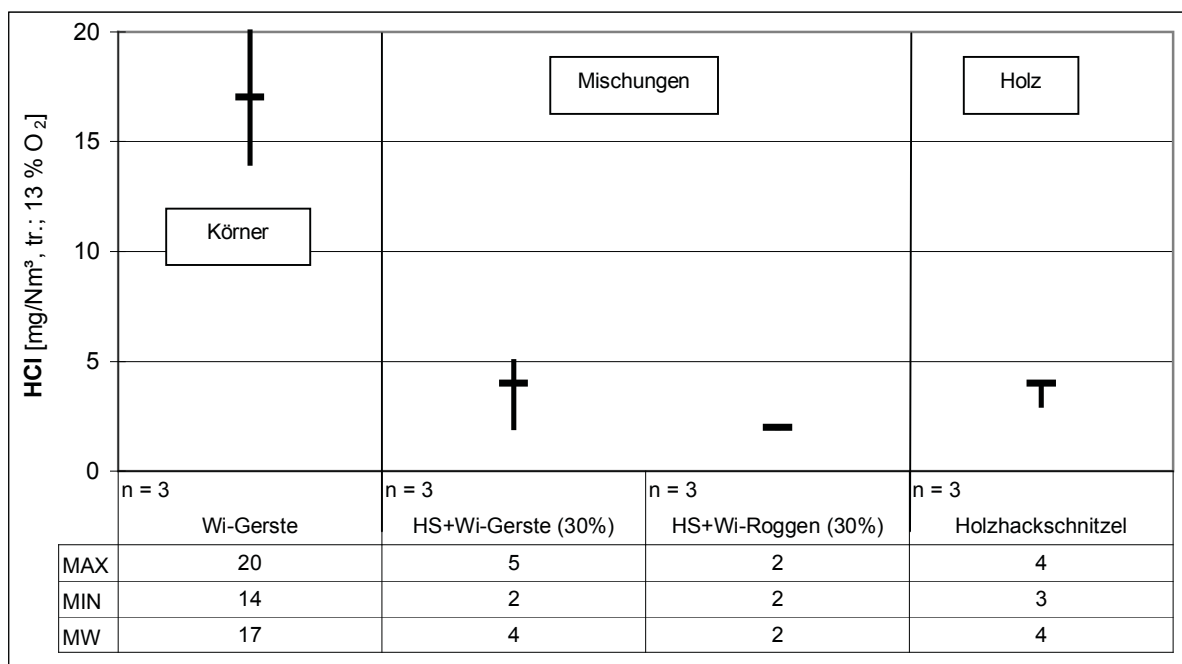 HCl [mg/Nm³, tr.; 13 % O₂]
20
15
10
5
0
Körner
Mischungen
Holz
n = 3 n = 3 n = 3 n = 3
Wi-Gerste HS+Wi-Gerste (30%) HS+Wi-Roggen (30%) Holzhackschnitzel
MAX 20 5 2 4
MIN 14 2 2 3
MW 17 4 2 4